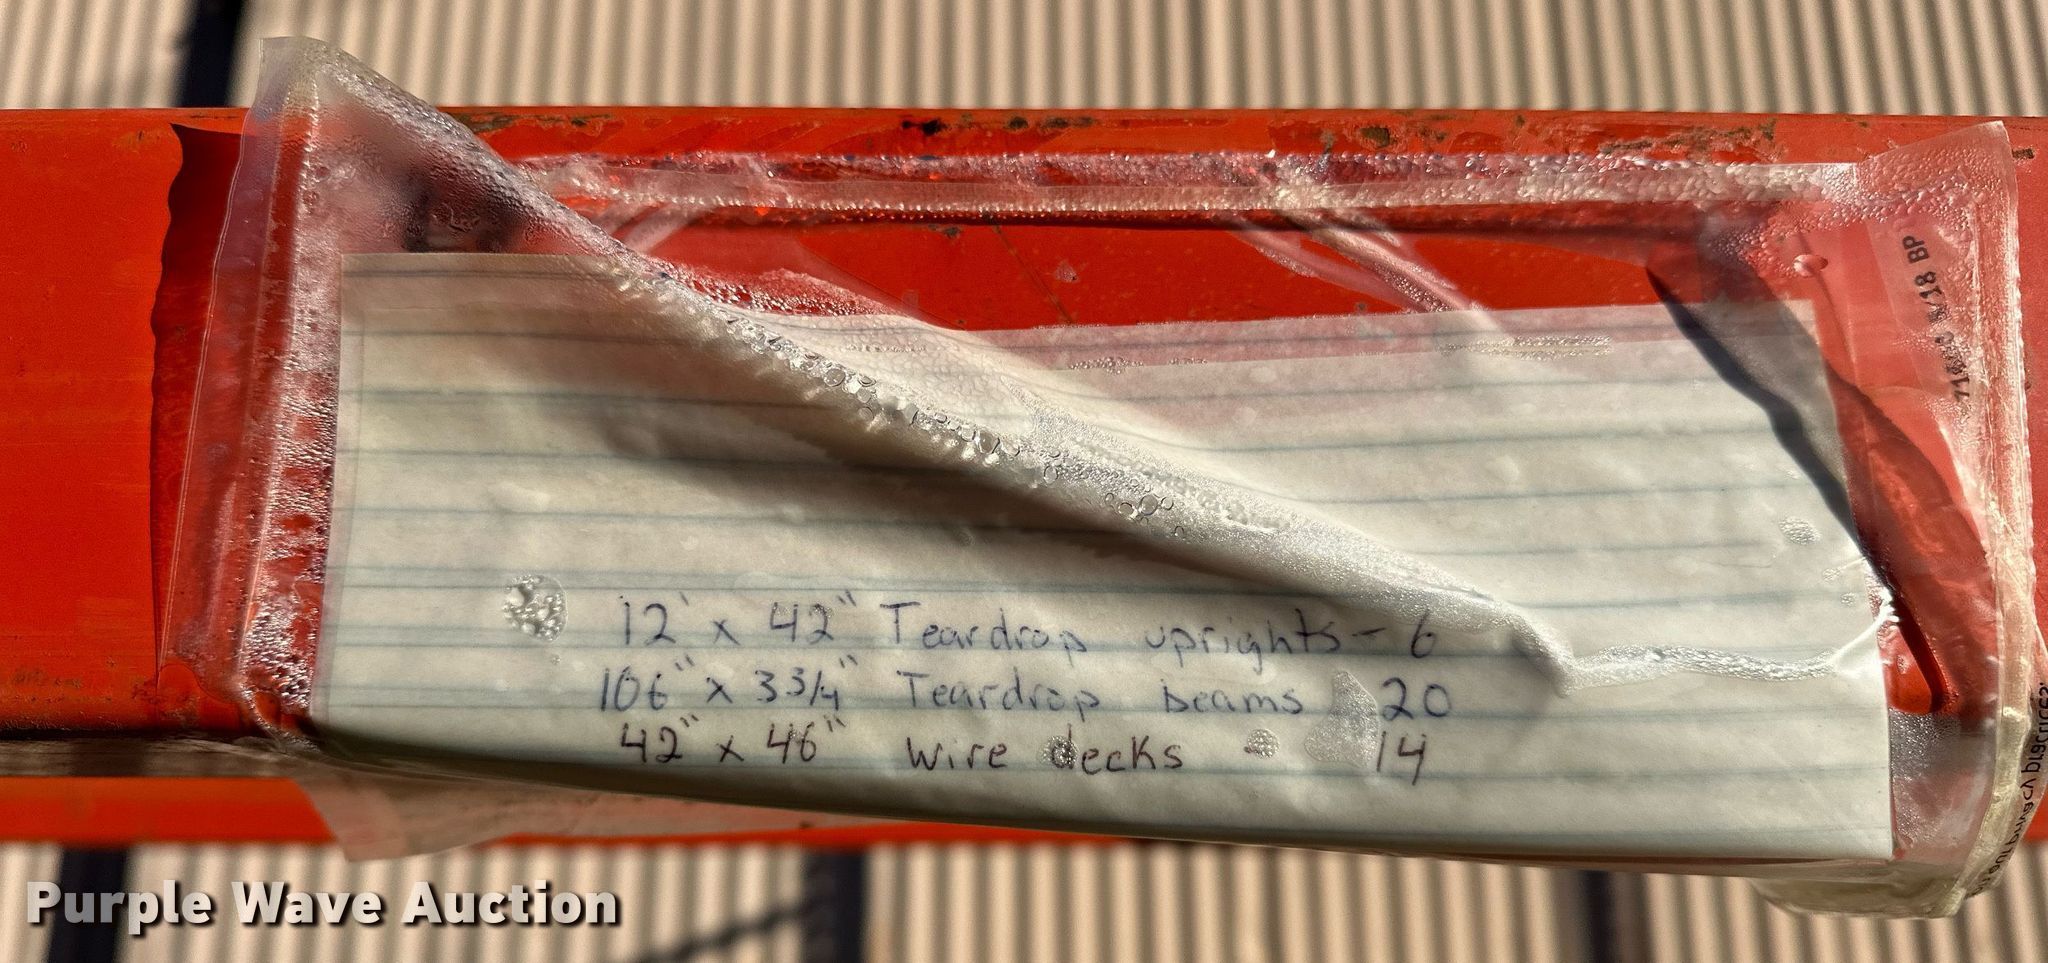 12' x 42" Teardrop uprights - 6
106" x 3 3/4" Teardrop beams 20
42" x 46" wire decks - 14
Purple Wave Auction